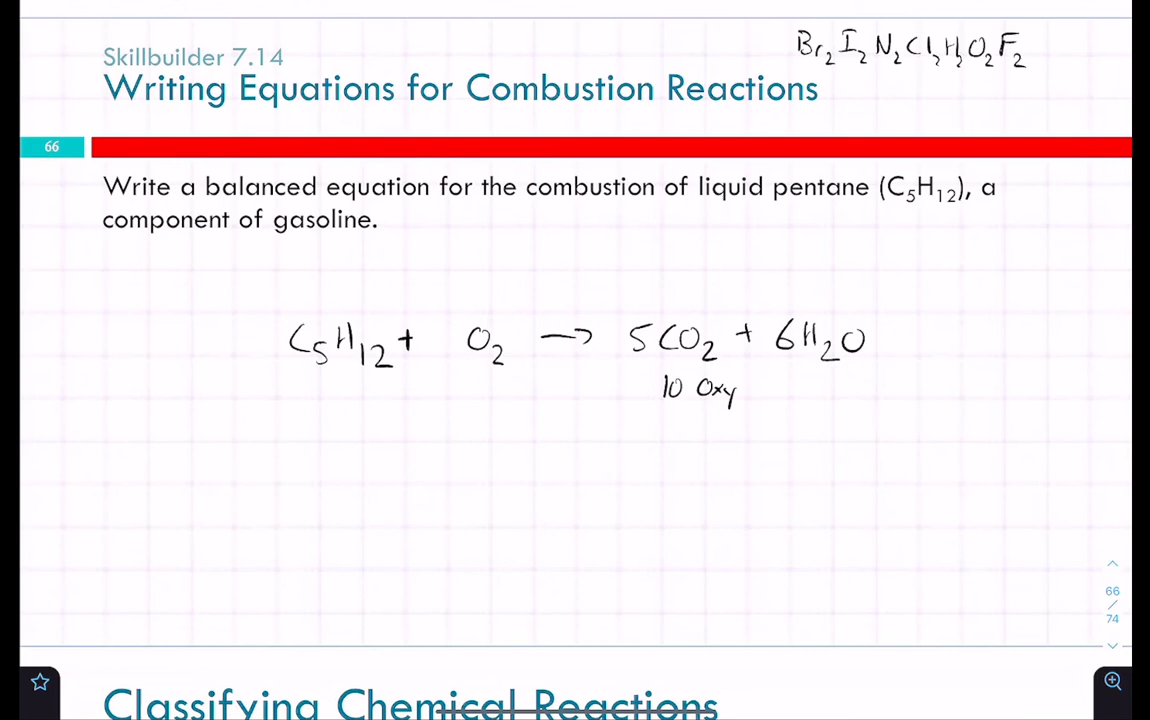 Br₂ I₂ N₂ Cl₂ H₂ O₂ F₂
Skillbuilder 7.14
Writing Equations for Combustion Reactions
66
Write a balanced equation for the combustion of liquid pentane (C₅H₁₂), a
component of gasoline.
C₅H₁₂ + O₂ → 5CO₂ + 6H₂O
10 Oxy
66
/
74
Classifying Chemical Reactions